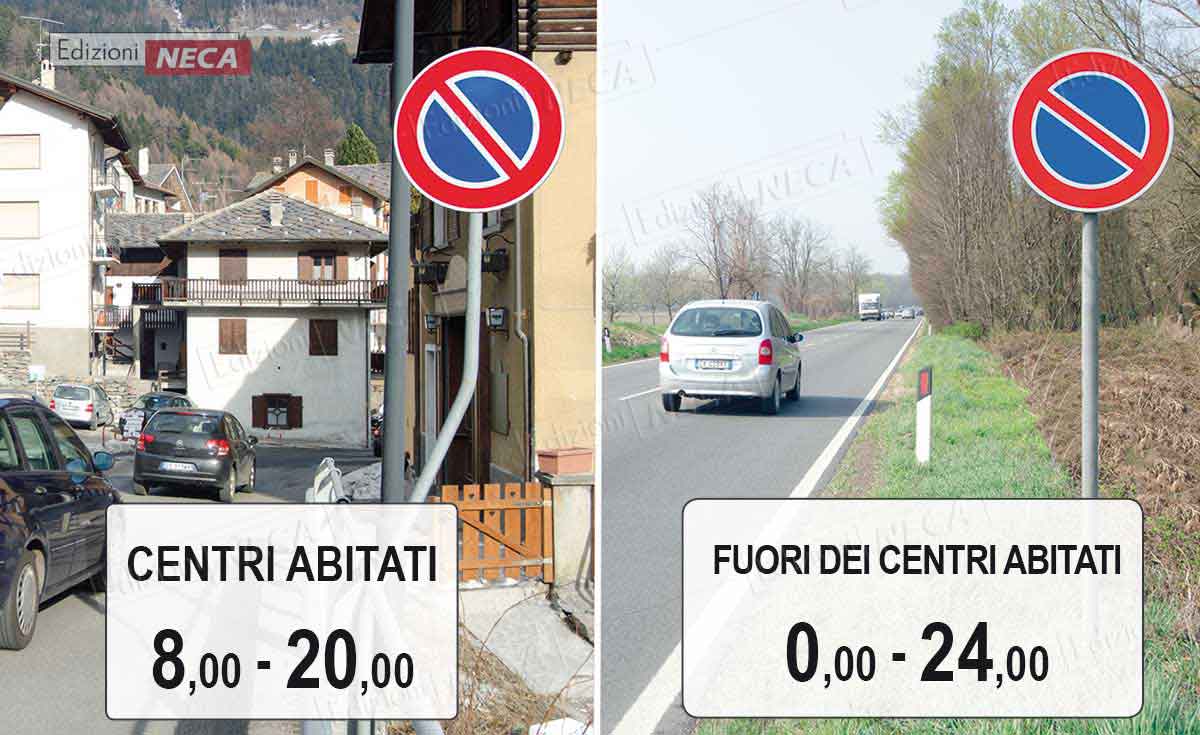 Edizioni NECA
CENTRI ABITATI
8,00 - 20,00
FUORI DEI CENTRI ABITATI
0,00 - 24,00